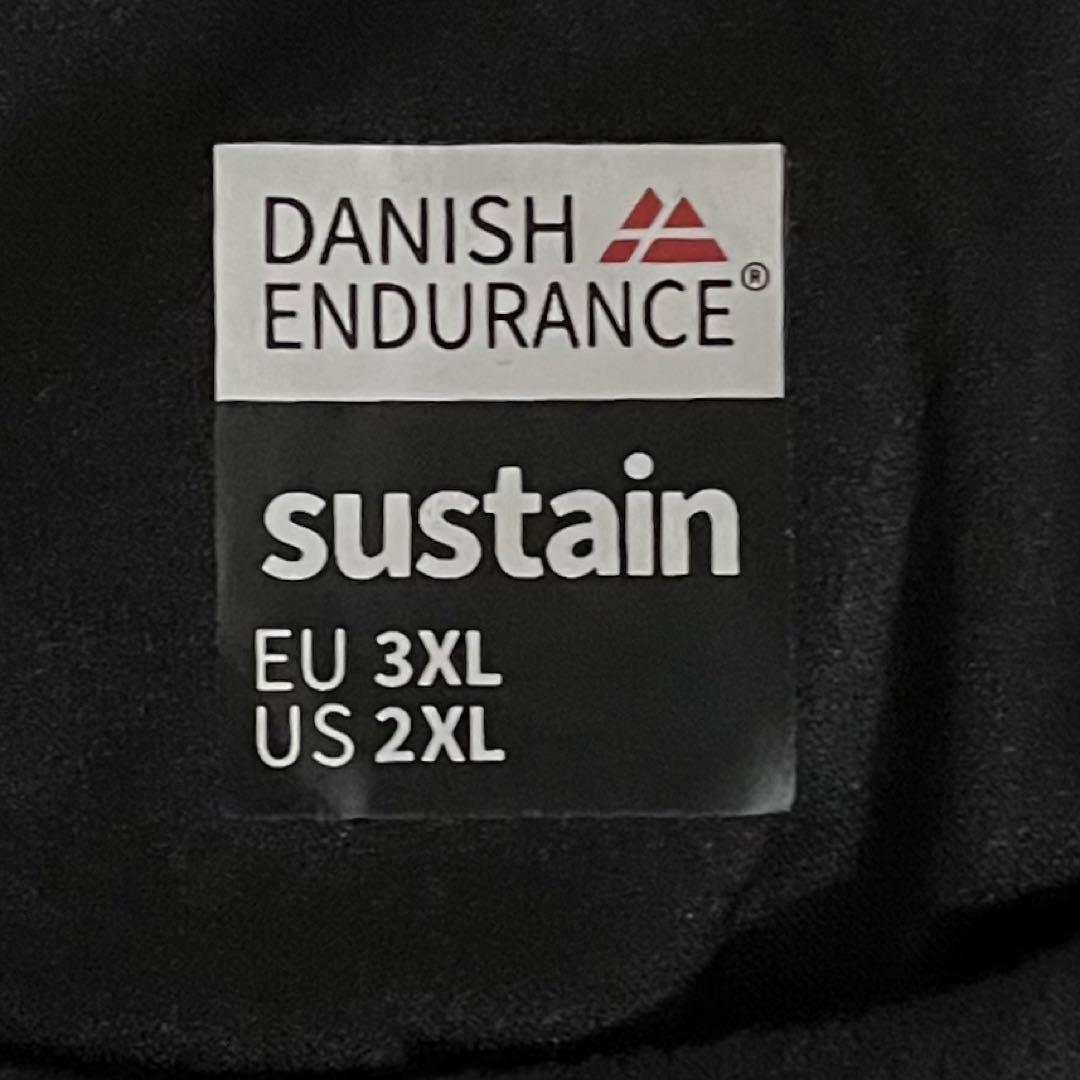 DANISH
ENDURANCE®
sustain
EU 3XL
US 2XL